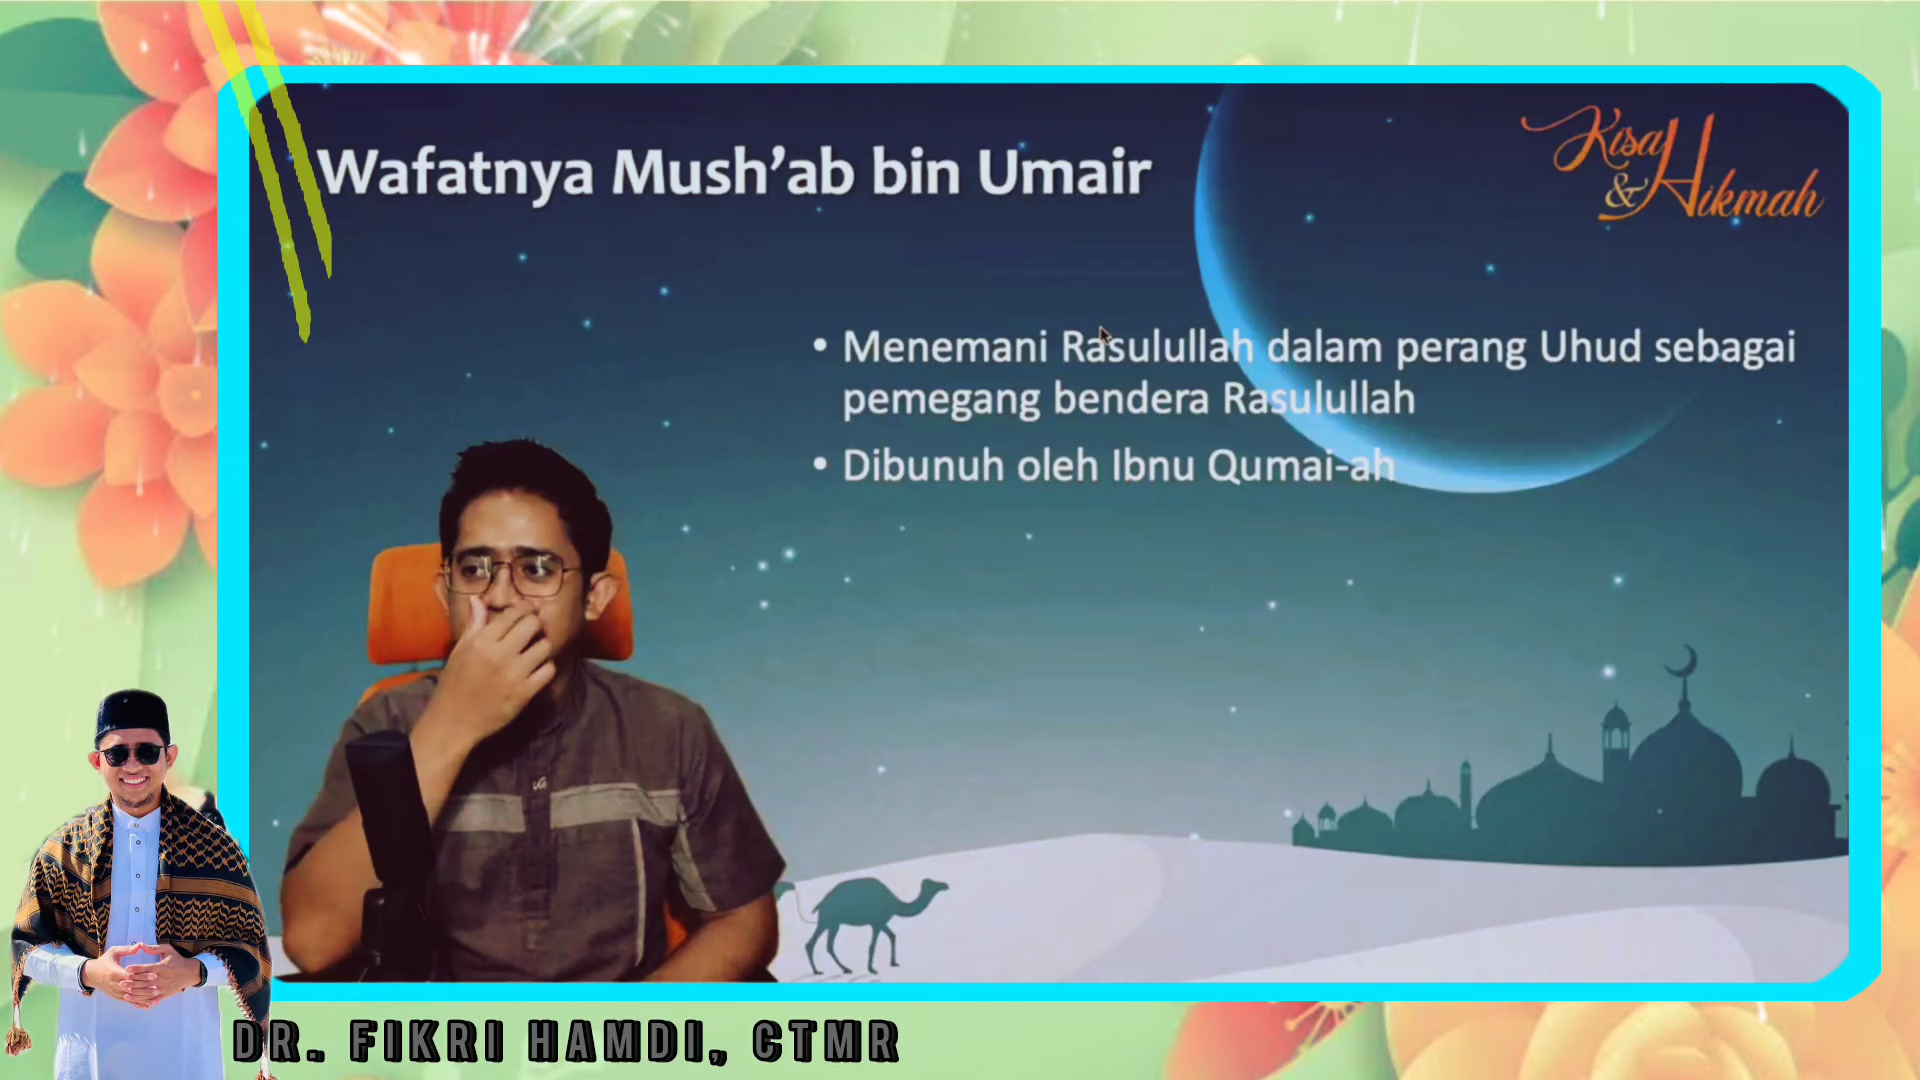 Wafatnya Mush'ab bin Umair
Kisah
& Hikmah
• Menemani Rasulullah dalam perang Uhud sebagai
pemegang bendera Rasulullah
• Dibunuh oleh Ibnu Qumai-ah
DR. FIKRI HAMDI, CTMR